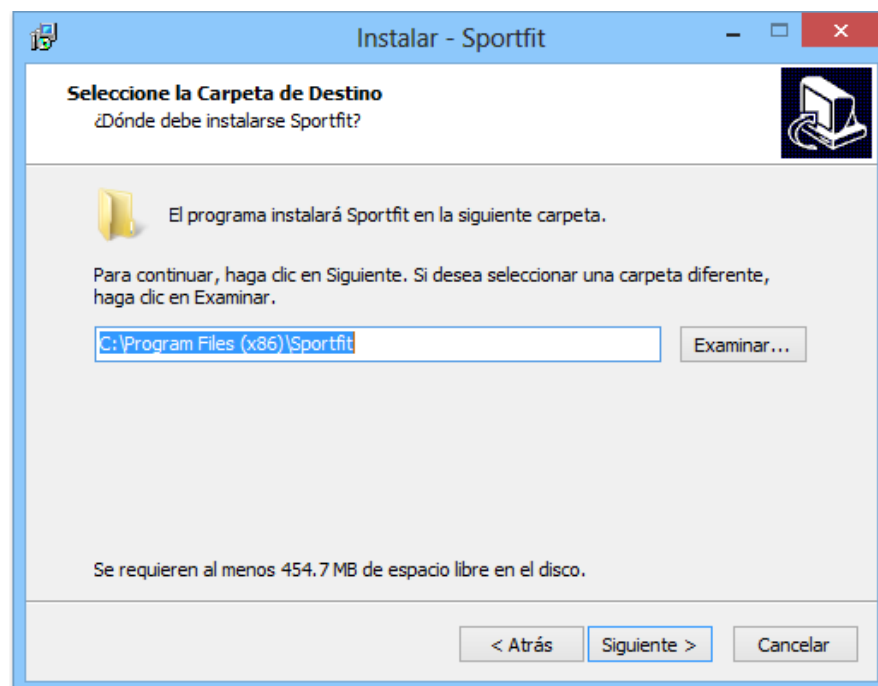 Instalar - Sportfit
Seleccione la Carpeta de Destino
¿Dónde debe instalarse Sportfit?
El programa instalará Sportfit en la siguiente carpeta.
Para continuar, haga clic en Siguiente. Si desea seleccionar una carpeta diferente,
haga clic en Examinar.
C:\Program Files (x86)\Sportfit
Examinar...
Se requieren al menos 454.7 MB de espacio libre en el disco.
< Atrás
Siguiente >
Cancelar